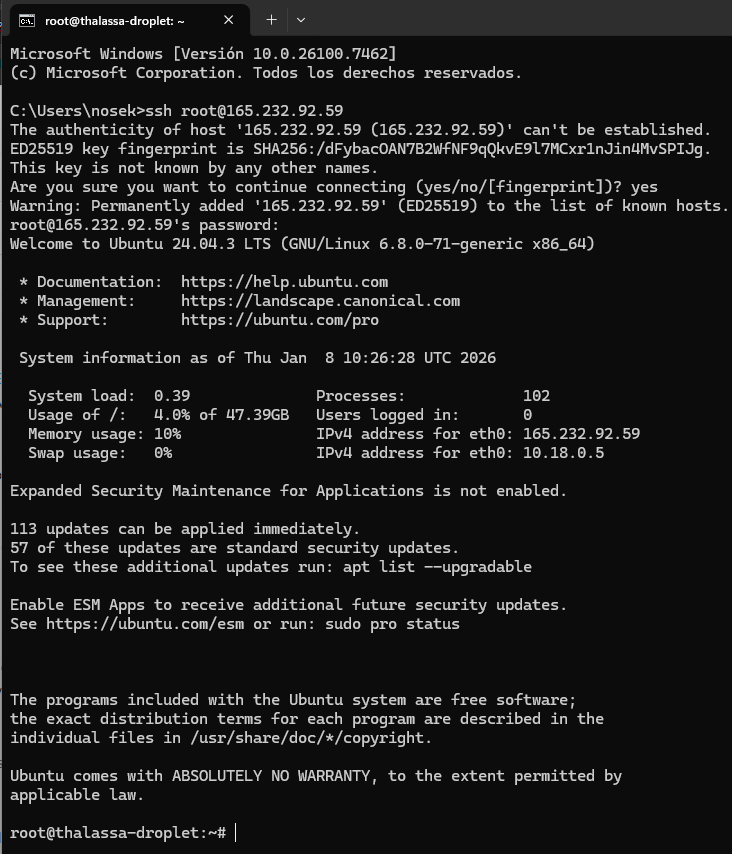 root@thalassa-droplet: ~
Microsoft Windows [Versión 10.0.26100.7462]
(c) Microsoft Corporation. Todos los derechos reservados.
C:\Users\nosek>ssh root@165.232.92.59
The authenticity of host '165.232.92.59 (165.232.92.59)' can't be established.
ED25519 key fingerprint is SHA256:/dFybacOAN7B2WfNF9qQkvE9l7MCxr1nJin4MvSPIJg.
This key is not known by any other names.
Are you sure you want to continue connecting (yes/no/[fingerprint])? yes
Warning: Permanently added '165.232.92.59' (ED25519) to the list of known hosts.
root@165.232.92.59's password:
Welcome to Ubuntu 24.04.3 LTS (GNU/Linux 6.8.0-71-generic x86_64)
* Documentation:  https://help.ubuntu.com
* Management:     https://landscape.canonical.com
* Support:        https://ubuntu.com/pro
System information as of Thu Jan  8 10:26:28 UTC 2026
System load:  0.39               Processes:             102
Usage of /:   4.0% of 47.39GB   Users logged in:       0
Memory usage: 10%                IPv4 address for eth0: 165.232.92.59
Swap usage:   0%                 IPv4 address for eth0: 10.18.0.5
Expanded Security Maintenance for Applications is not enabled.
113 updates can be applied immediately.
57 of these updates are standard security updates.
To see these additional updates run: apt list --upgradable
Enable ESM Apps to receive additional future security updates.
See https://ubuntu.com/esm or run: sudo pro status
The programs included with the Ubuntu system are free software;
the exact distribution terms for each program are described in the
individual files in /usr/share/doc/*/copyright.
Ubuntu comes with ABSOLUTELY NO WARRANTY, to the extent permitted by
applicable law.
root@thalassa-droplet:~#